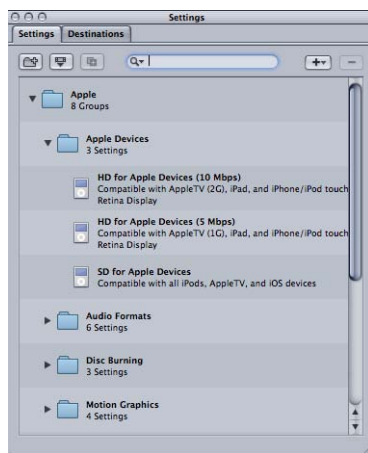 Settings
Settings Destinations
Apple
8 Groups
Apple Devices
3 Settings
HD for Apple Devices (10 Mbps)
Compatible with AppleTV (2G), iPad, and iPhone/iPod touch
Retina Display
HD for Apple Devices (5 Mbps)
Compatible with AppleTV (1G), iPad, and iPhone/iPod touch
Retina Display
SD for Apple Devices
Compatible with all iPods, AppleTV, and iOS devices
Audio Formats
6 Settings
Disc Burning
3 Settings
Motion Graphics
4 Settings